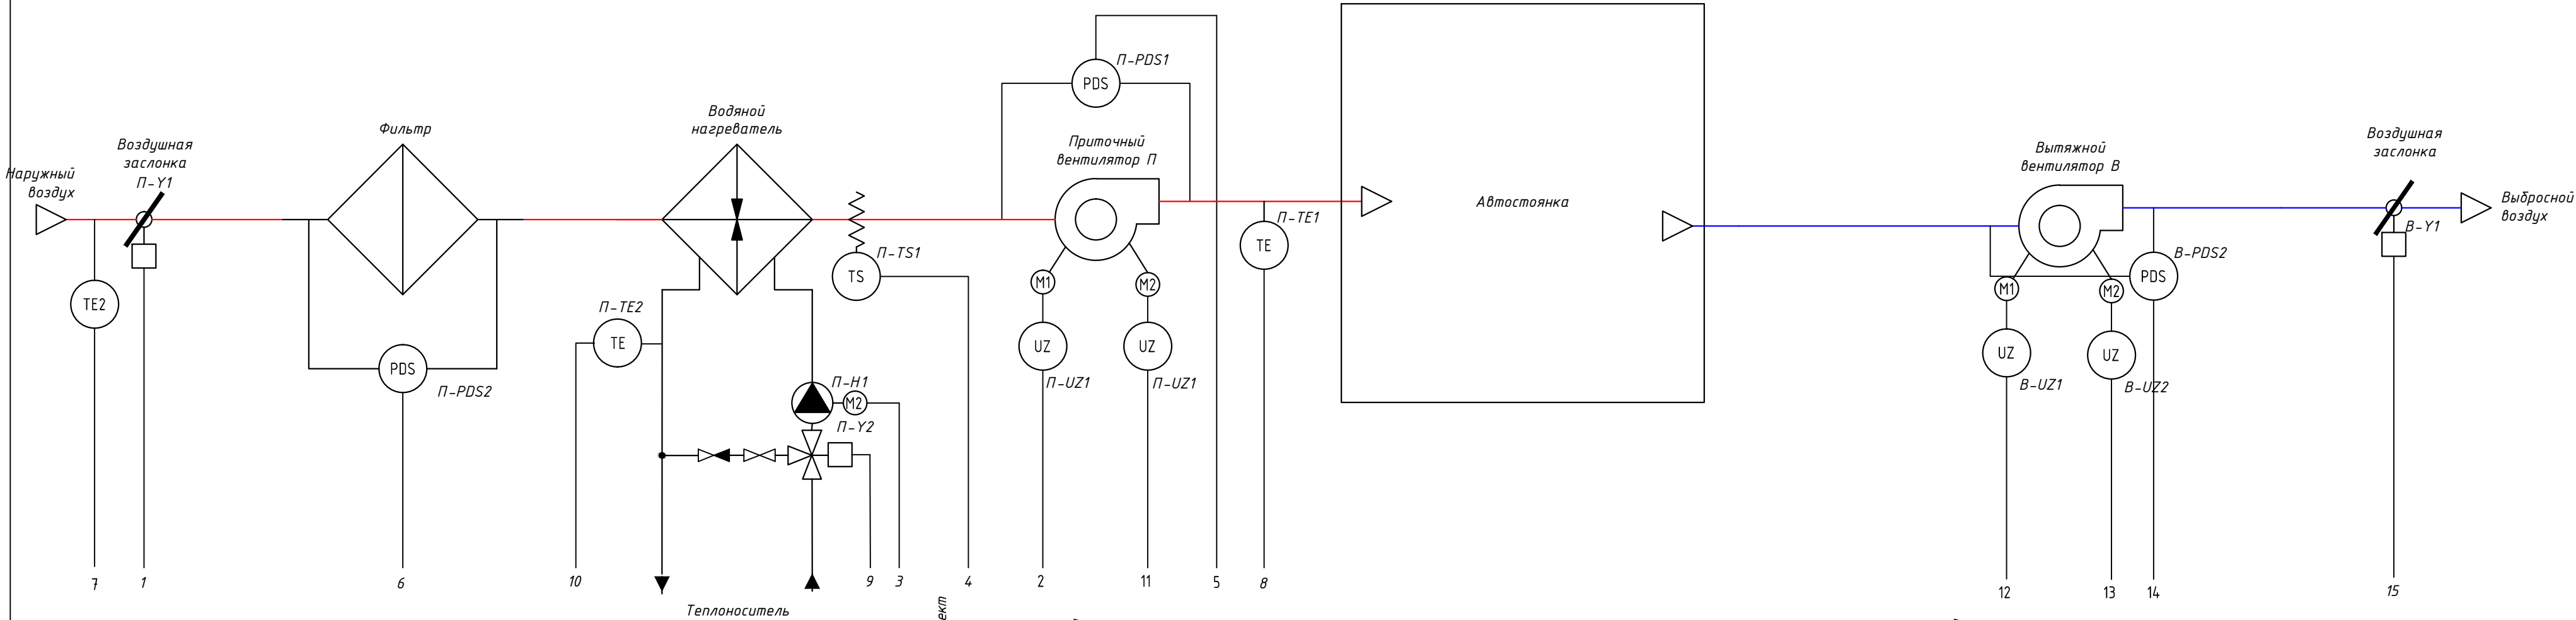 Наружный
воздух
Воздушная
заслонка
П-Y1
TE2
Фильтр
PDS
П-PDS2
Водяной
нагреватель
П-TE2
TE
П-TS1
TS
П-Н1
M2
П-Y2
Теплоноситель
П-PDS1
PDS
Приточный
вентилятор П
M1
M2
UZ
UZ
П-UZ1
П-UZ1
П-TE1
TE
Автостоянка
Вытяжной
вентилятор В
M1
M2
UZ
UZ
В-UZ1
В-UZ2
В-PDS2
PDS
Воздушная
заслонка
В-Y1
Выбросной
воздух
7 1 6 10 9 3 4 2 11 5 8 12 13 14 15
ект